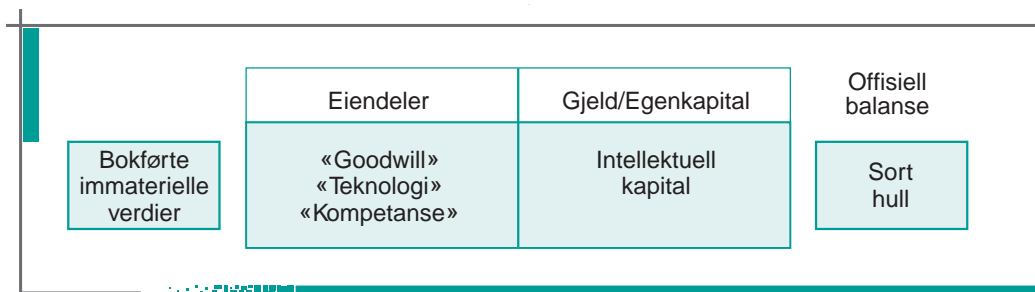 Eiendeler
Gjeld/Egenkapital
Offisiell
balanse
Bokførte
immaterielle
verdier
«Goodwill»
«Teknologi»
«Kompetanse»
Intellektuell
kapital
Sort
hull